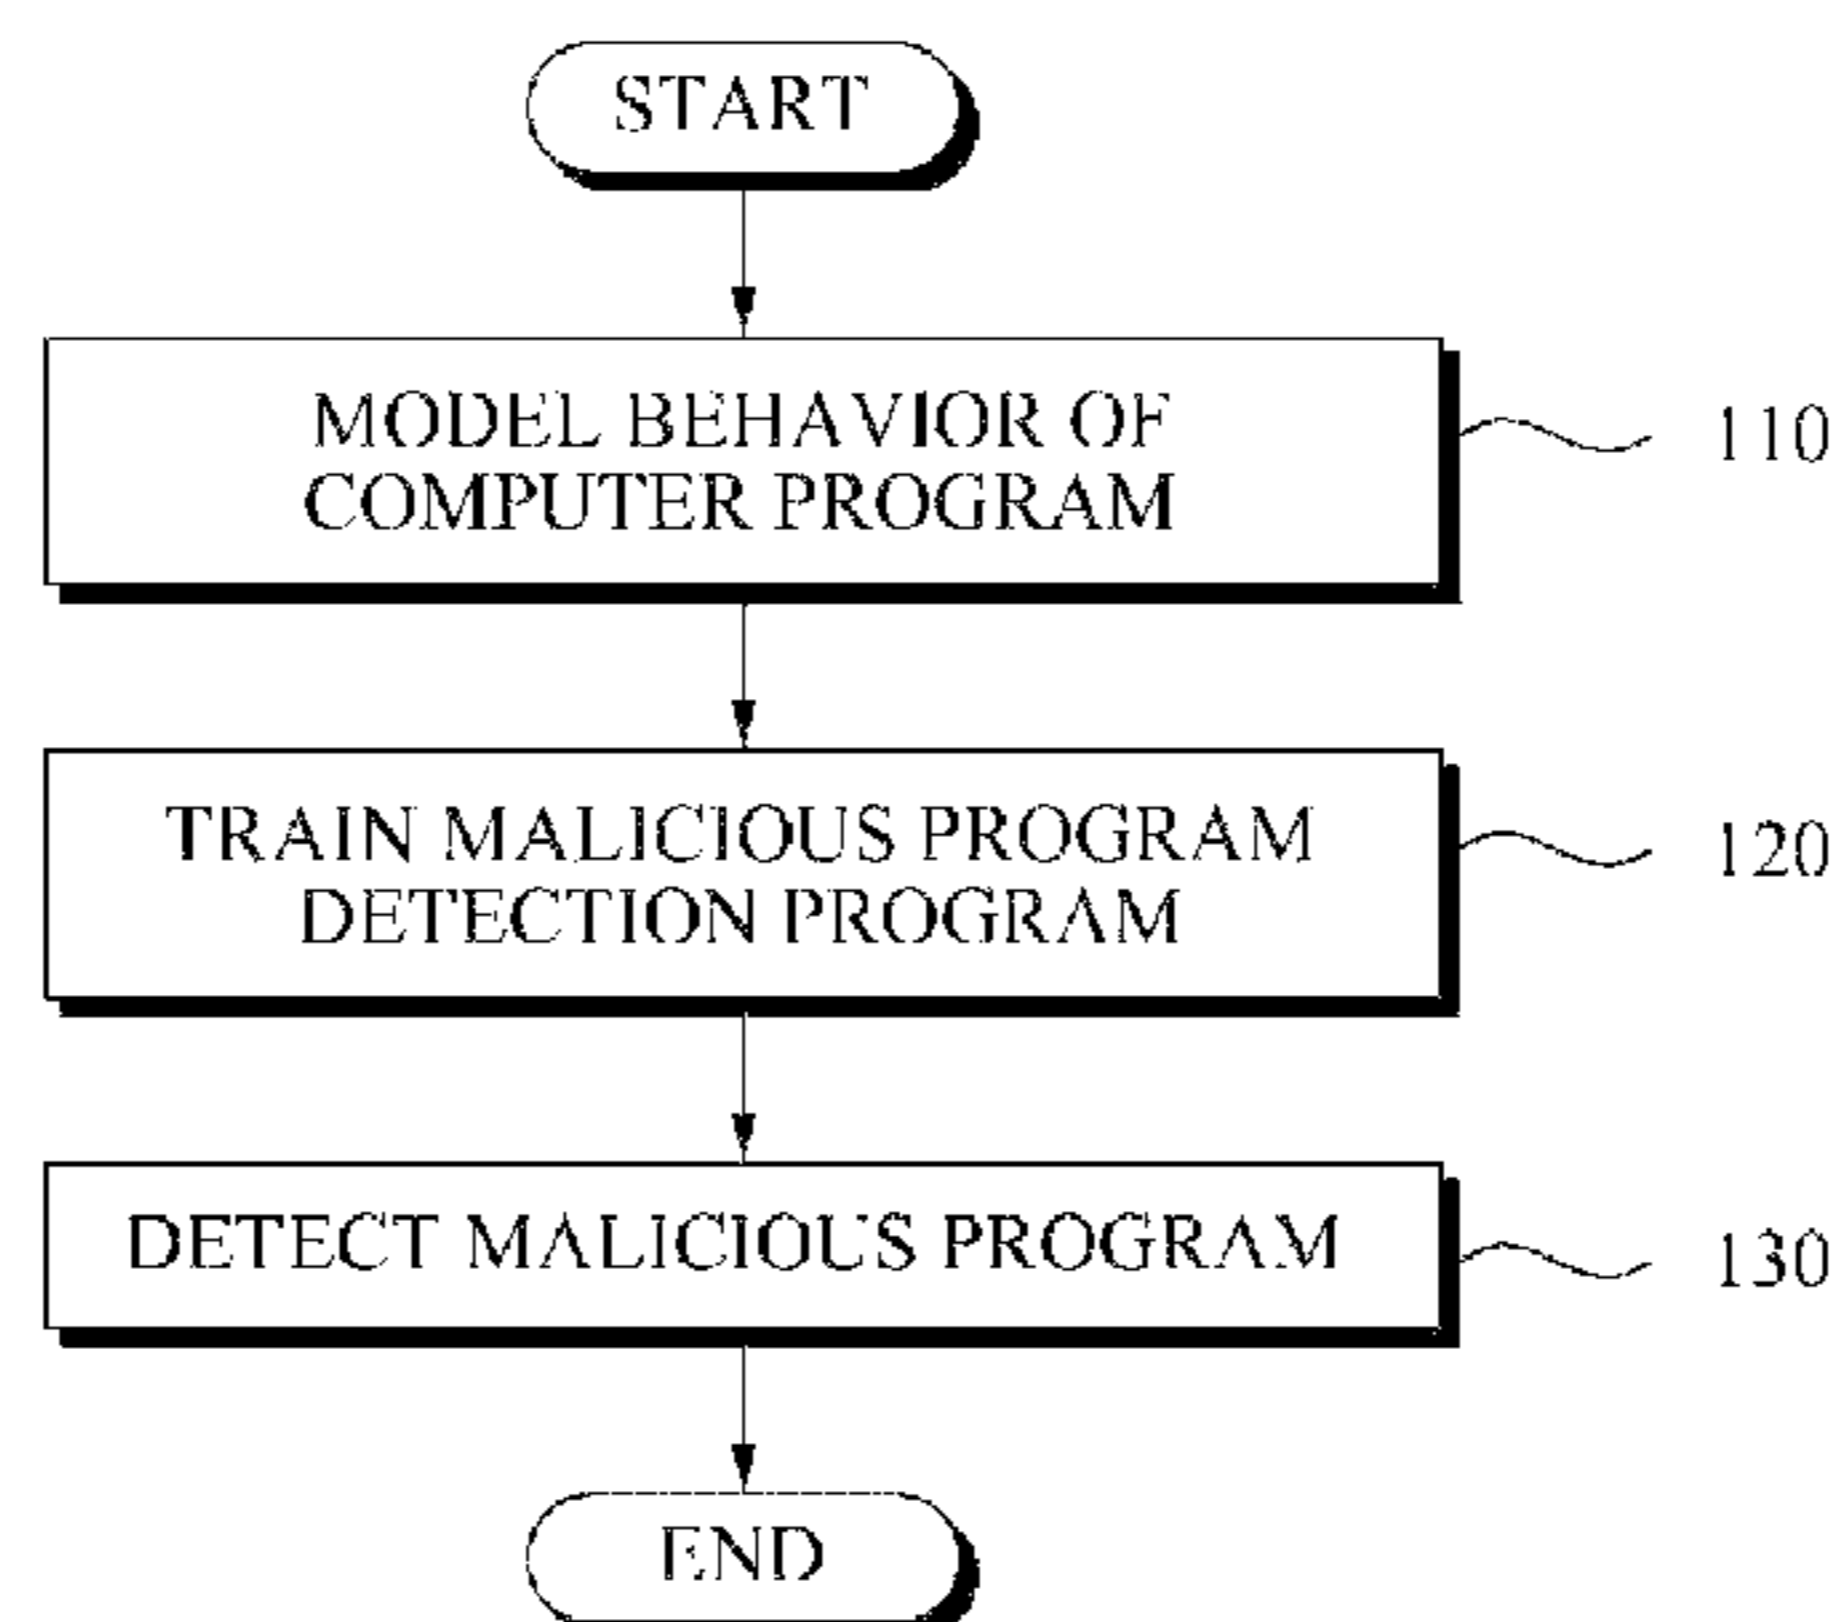 START
MODEL BEHAVIOR OF
COMPUTER PROGRAM
110
TRAIN MALICIOUS PROGRAM
DETECTION PROGRAM
120
DETECT MALICIOUS PROGRAM
130
END